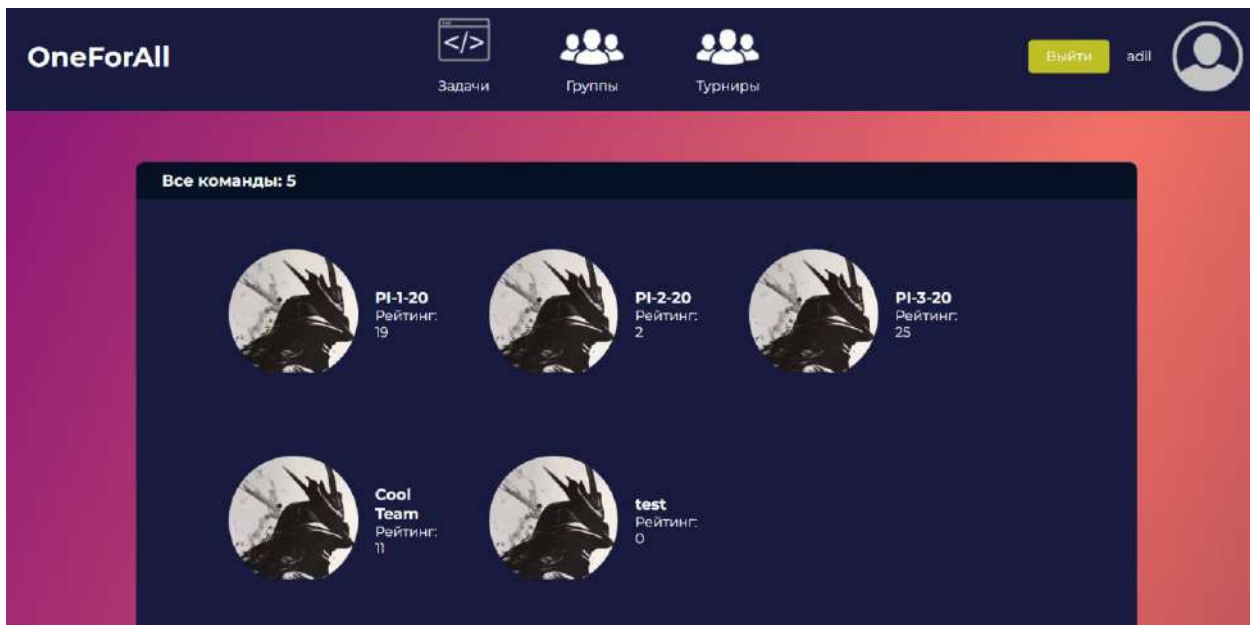 OneForAll
</>
Задачи
Группы
Турниры
Выйти
adil
Все команды: 5
PI-1-20
Рейтинг:
19
PI-2-20
Рейтинг:
2
PI-3-20
Рейтинг:
25
Cool
Team
Рейтинг:
11
test
Рейтинг:
0